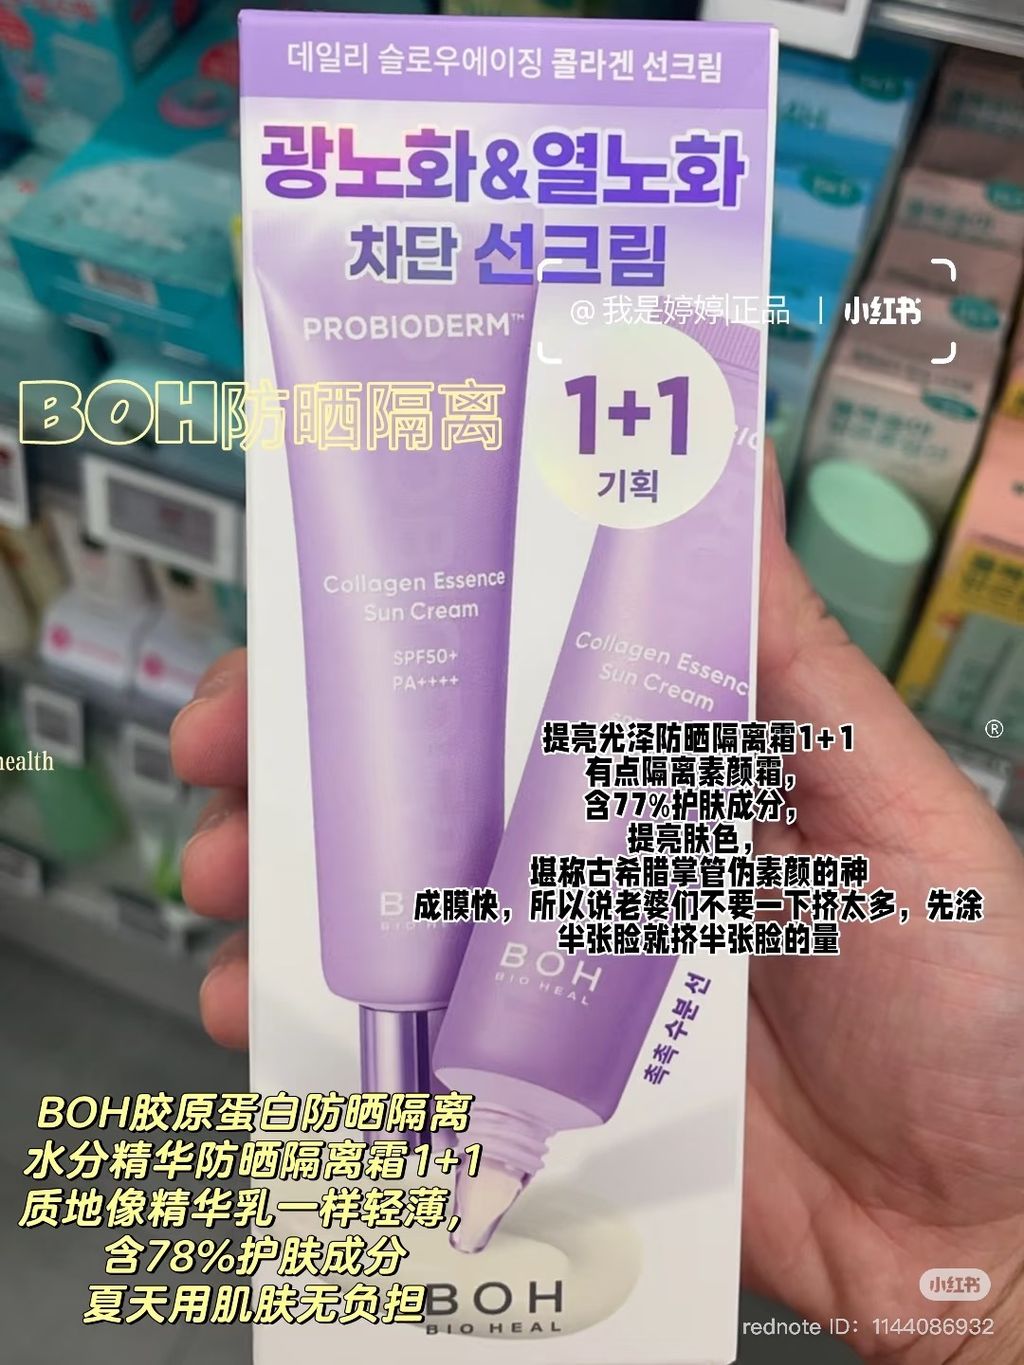 데일리 슬로우에이징 콜라겐 선크림
광노화&열노화
차단 선크림
@我是婷婷|正品 | 小红书
PROBIODERM™
1+1
기획
BOH防晒隔离
Collagen Essence
Sun Cream
SPF50+
PA++++
Collagen Essenc
Sun Cream
®
health
提亮光泽防晒隔离霜1+1
有点隔离素颜霜，
含77%护肤成分，
提亮肤色，
堪称古希腊掌管伪素颜的神
成膜快，所以说老婆们不要一下挤太多，先涂
半张脸就挤半张脸的量
BOH
BIO HEAL
촉촉 수분 선
BOH胶原蛋白防晒隔离
水分精华防晒隔离霜1+1
质地像精华乳一样轻薄，
含78%护肤成分
夏天用肌肤无负担
BOH
BIO HEAL
小红书
rednote ID: 1144086932